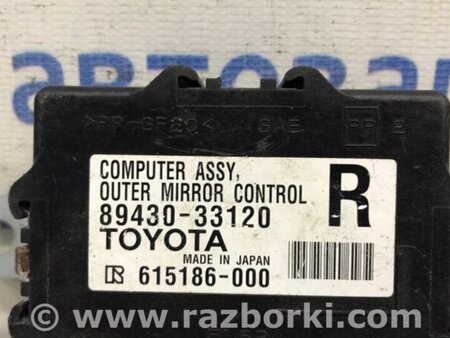 >PP-GF20<
COMPUTER ASSY,
OUTER MIRROR CONTROL
R
89430-33120
TOYOTA
MADE IN JAPAN
R 615186-000
www.razborki.com